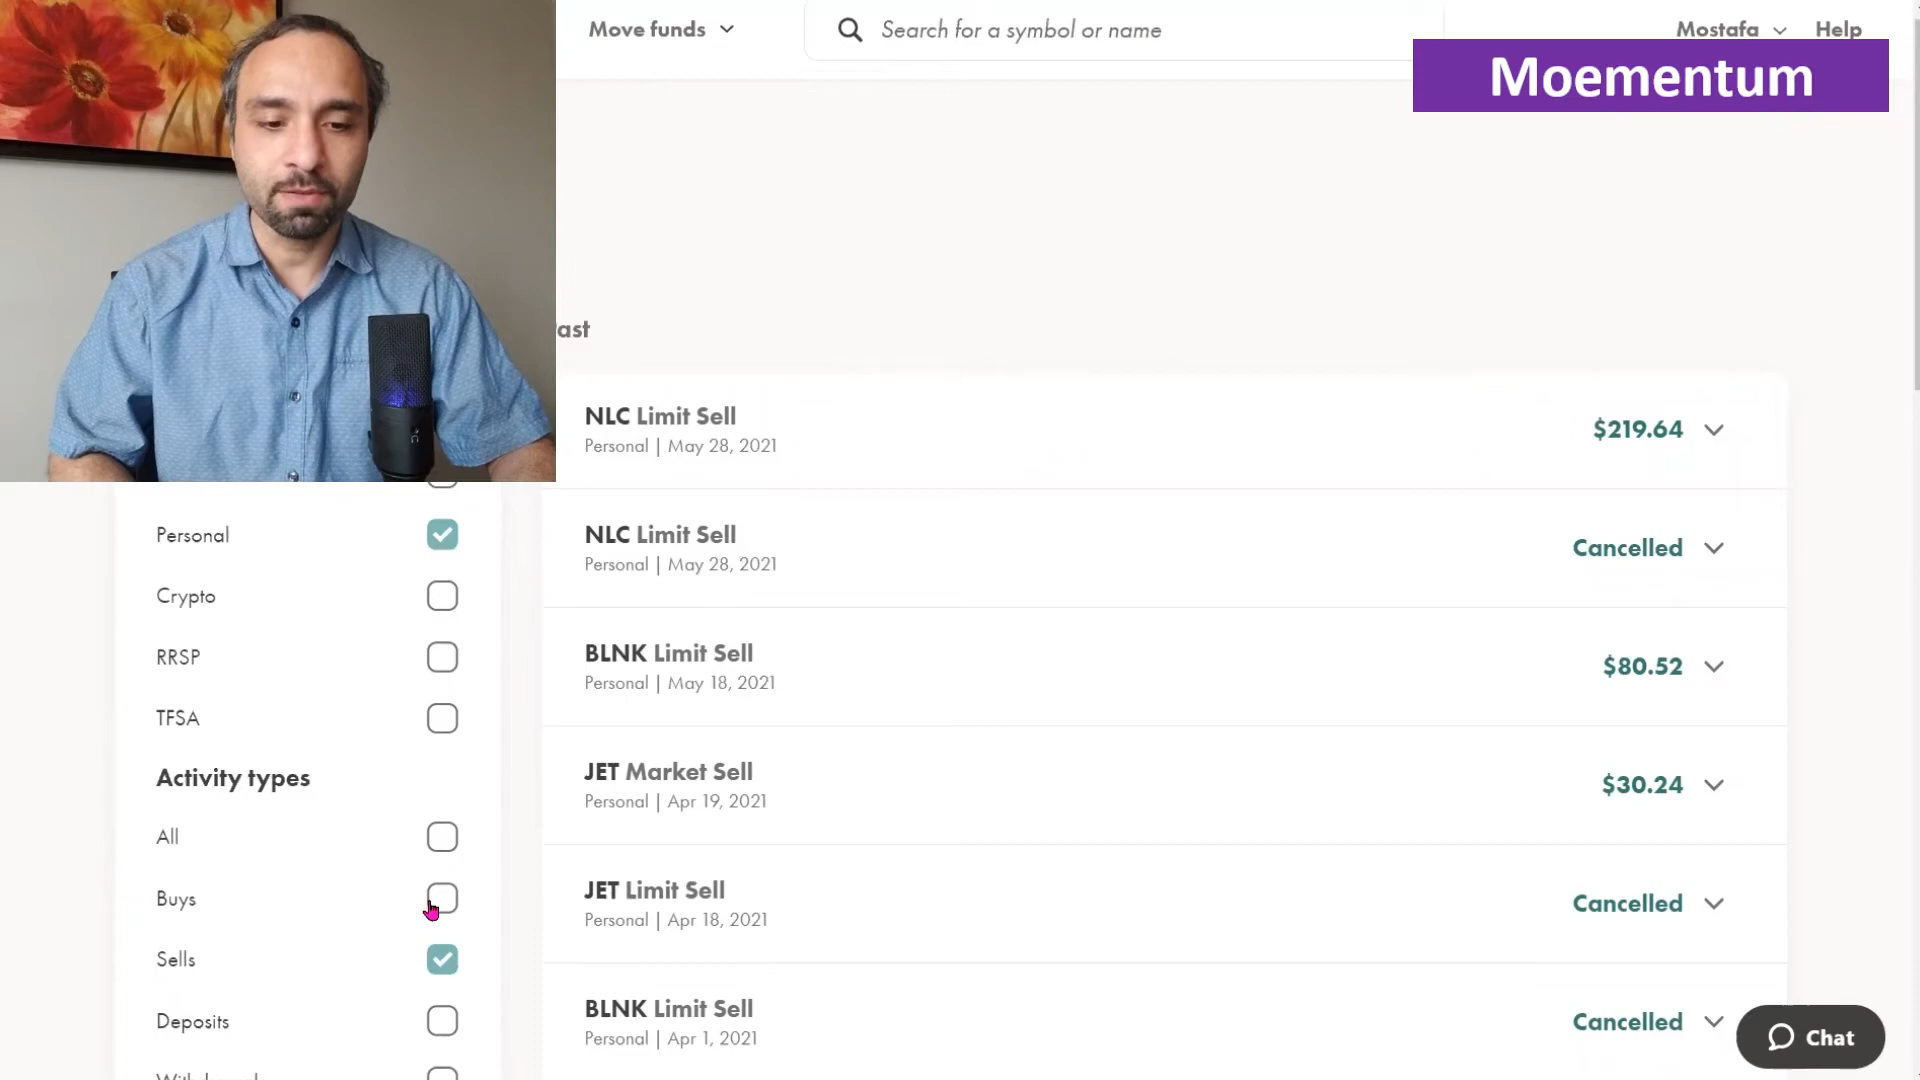 Move funds
Search for a symbol or name
Mostafa
Help
Moementum
ast
NLC Limit Sell
Personal | May 28, 2021
$219.64
NLC Limit Sell
Personal | May 28, 2021
Cancelled
BLNK Limit Sell
Personal | May 18, 2021
$80.52
JET Market Sell
Personal | Apr 19, 2021
$30.24
JET Limit Sell
Personal | Apr 18, 2021
Cancelled
BLNK Limit Sell
Personal | Apr 1, 2021
Cancelled
Personal
Crypto
RRSP
TFSA
Activity types
All
Buys
Sells
Deposits
Chat